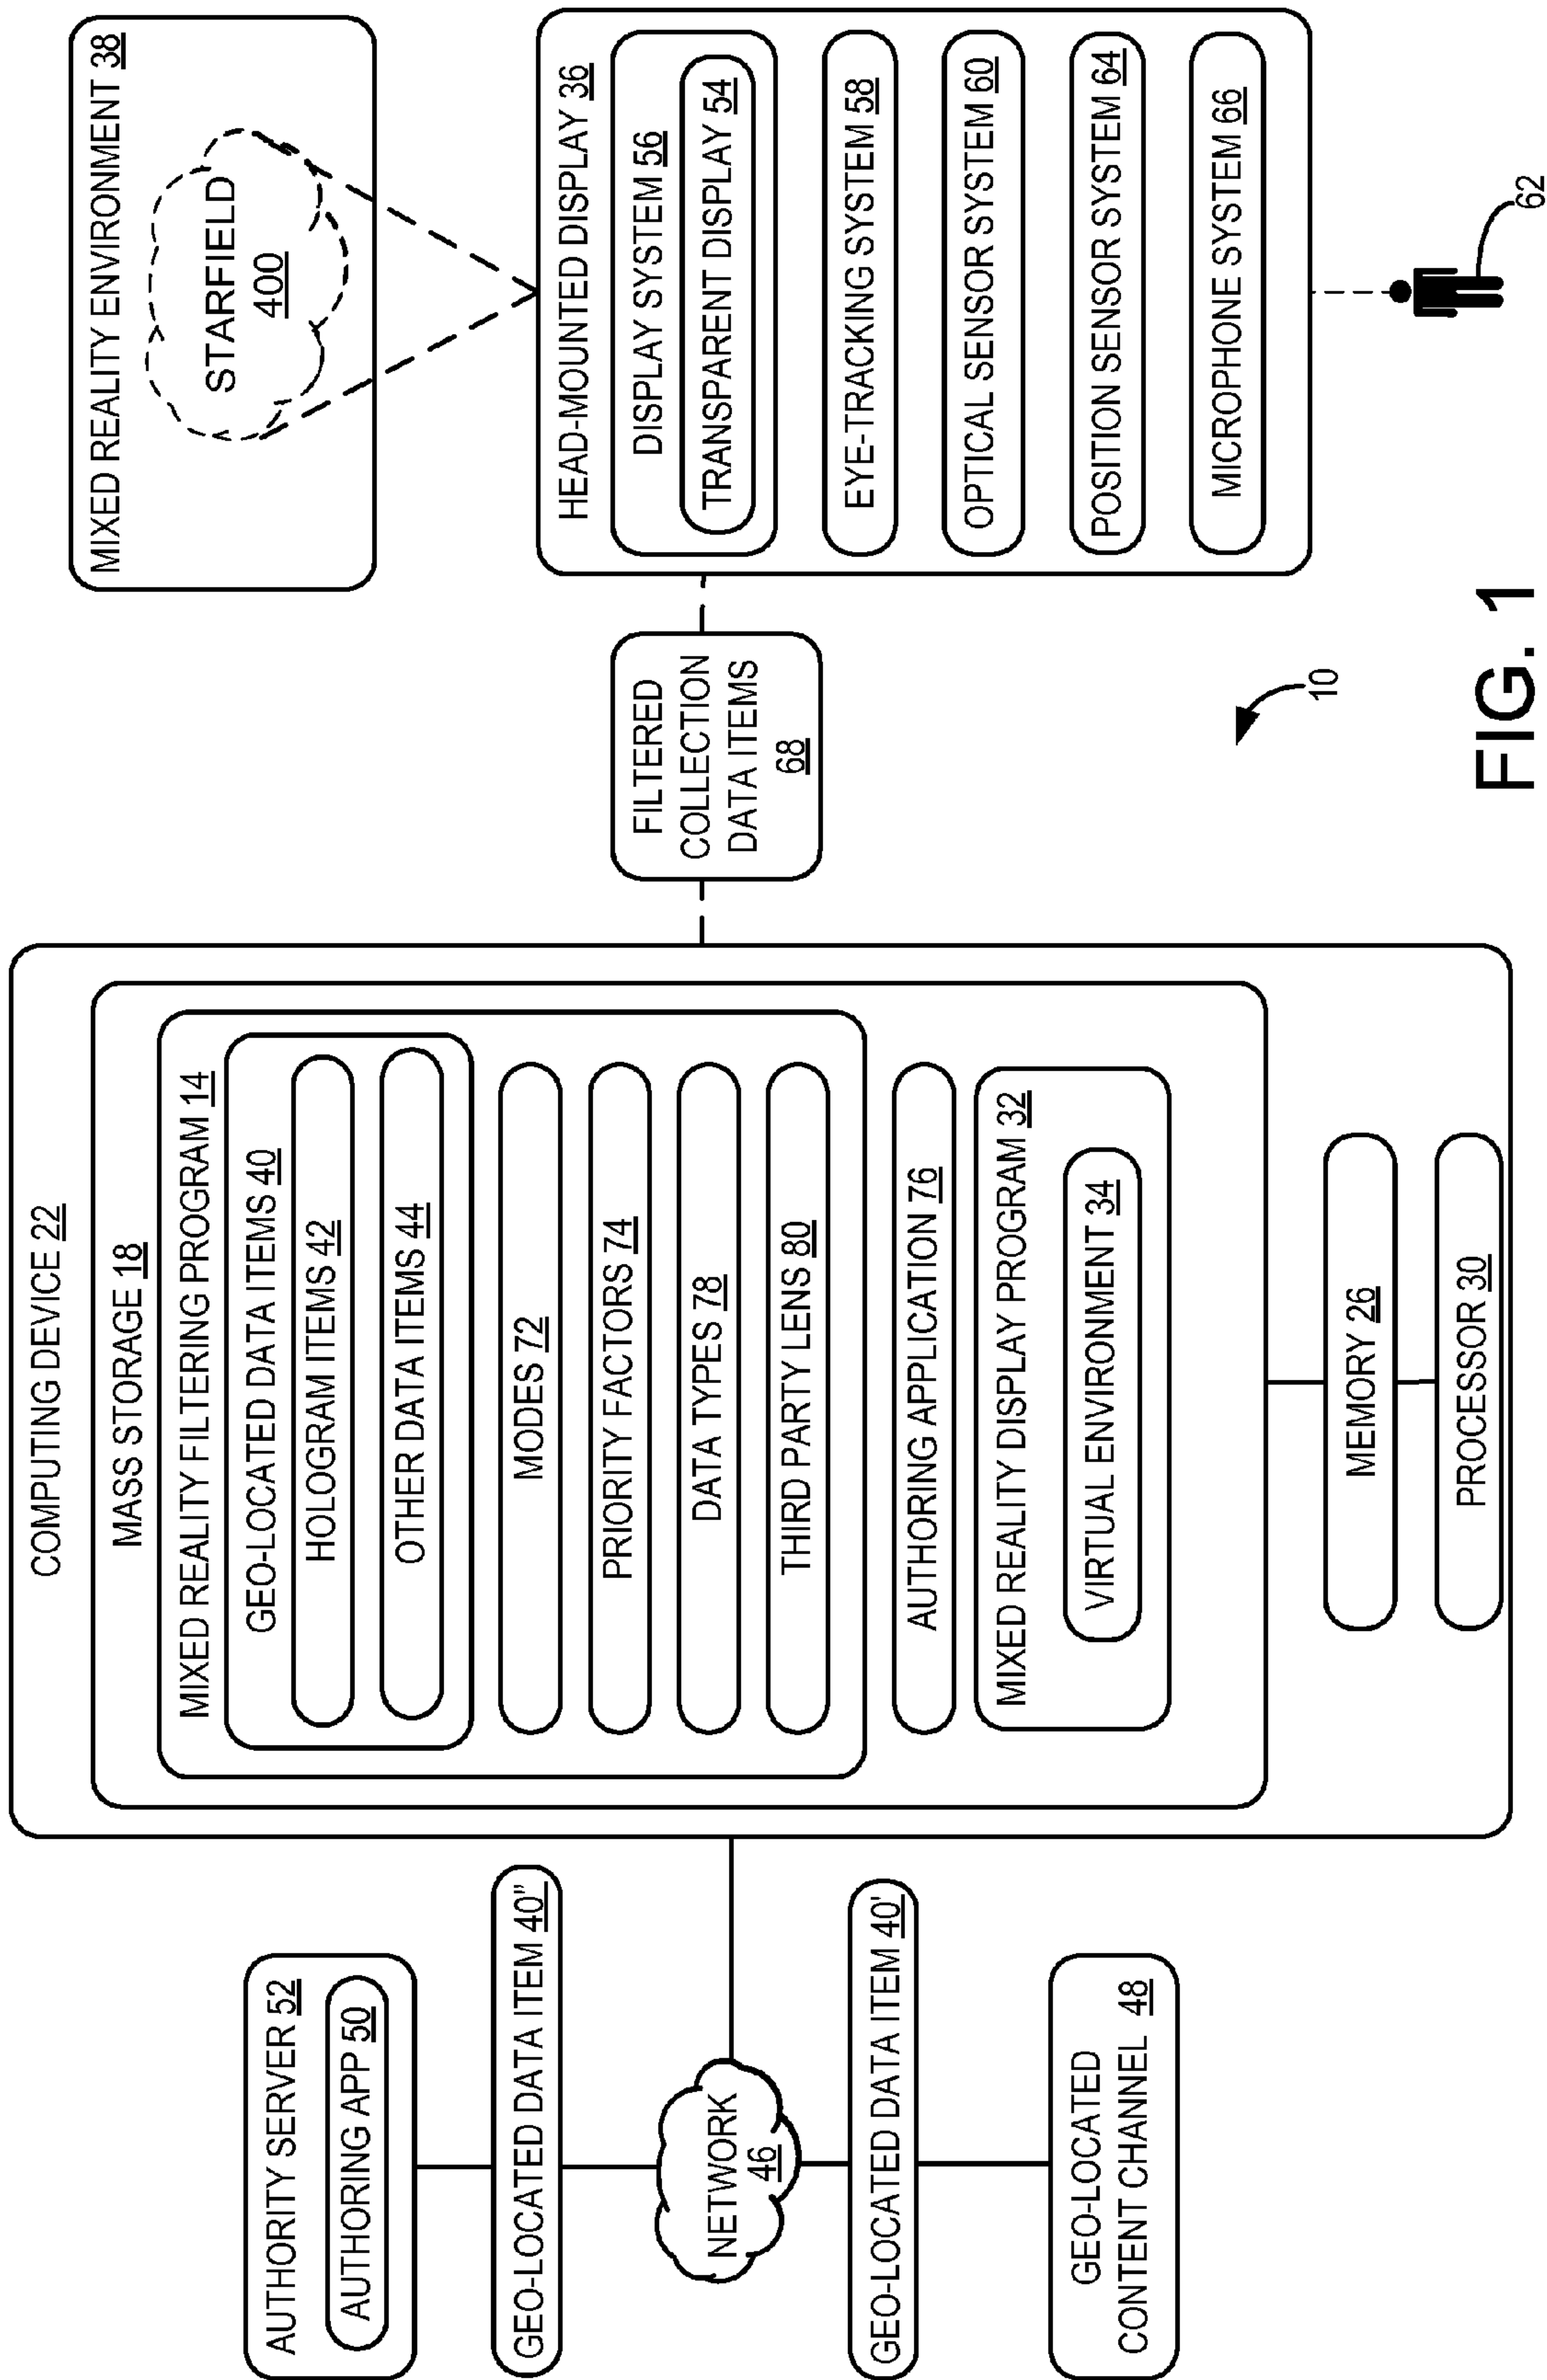 AUTHORITY SERVER 52
AUTHORING APP 50
GEO-LOCATED DATA ITEM 40"
NETWORK
46
GEO-LOCATED DATA ITEM 40'
GEO-LOCATED
CONTENT CHANNEL 48
COMPUTING DEVICE 22
MASS STORAGE 18
MIXED REALITY FILTERING PROGRAM 14
GEO-LOCATED DATA ITEMS 40
HOLOGRAM ITEMS 42
OTHER DATA ITEMS 44
MODES 72
PRIORITY FACTORS 74
DATA TYPES 78
THIRD PARTY LENS 80
AUTHORING APPLICATION 76
MIXED REALITY DISPLAY PROGRAM 32
VIRTUAL ENVIRONMENT 34
MEMORY 26
PROCESSOR 30
FILTERED
COLLECTION
DATA ITEMS
68
MIXED REALITY ENVIRONMENT 38
STARFIELD
400
HEAD-MOUNTED DISPLAY 36
DISPLAY SYSTEM 56
TRANSPARENT DISPLAY 54
EYE-TRACKING SYSTEM 58
OPTICAL SENSOR SYSTEM 60
POSITION SENSOR SYSTEM 64
MICROPHONE SYSTEM 66
62
10
FIG. 1